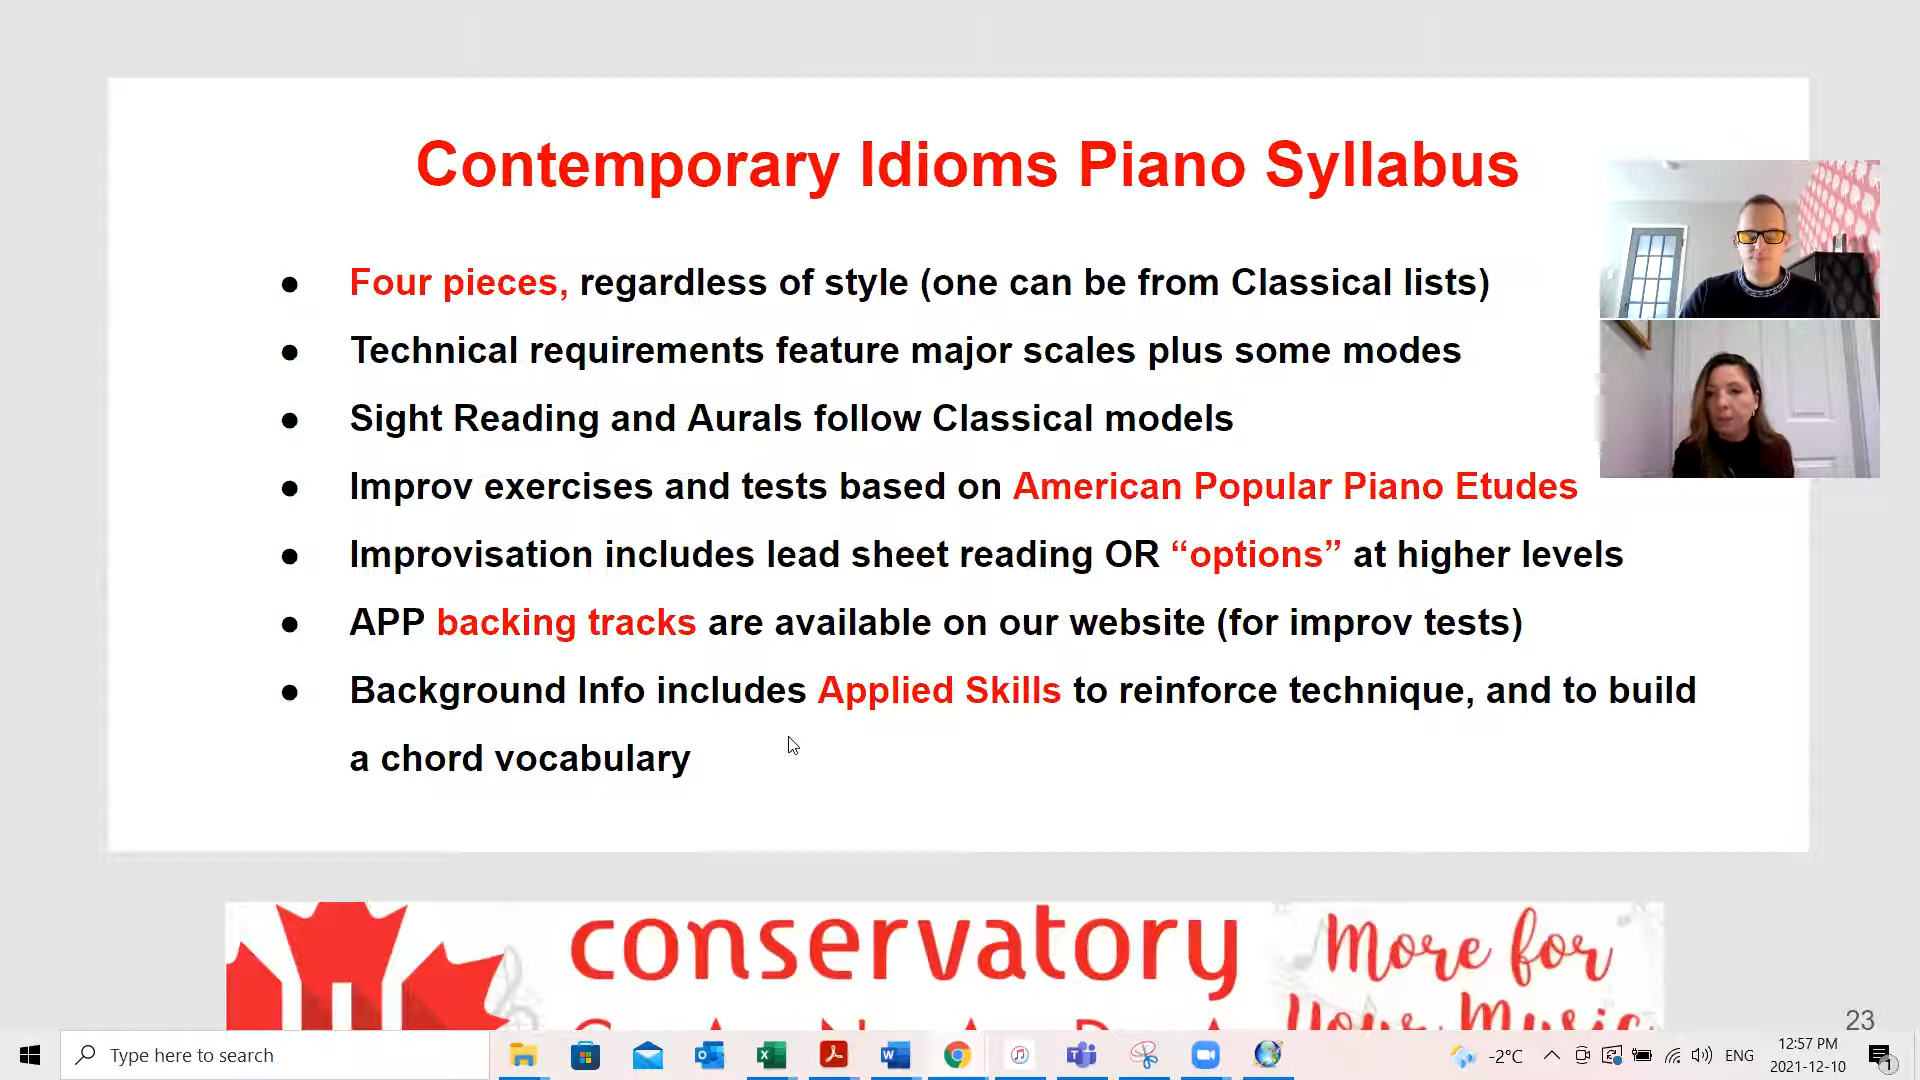 Contemporary Idioms Piano Syllabus
● Four pieces, regardless of style (one can be from Classical lists)
● Technical requirements feature major scales plus some modes
● Sight Reading and Aurals follow Classical models
● Improv exercises and tests based on American Popular Piano Etudes
● Improvisation includes lead sheet reading OR “options” at higher levels
● APP backing tracks are available on our website (for improv tests)
● Background Info includes Applied Skills to reinforce technique, and to build
a chord vocabulary
conservatory
CANADA
More for
Your Music
23
Type here to search
-2°C
ENG
12:57 PM
2021-12-10
1